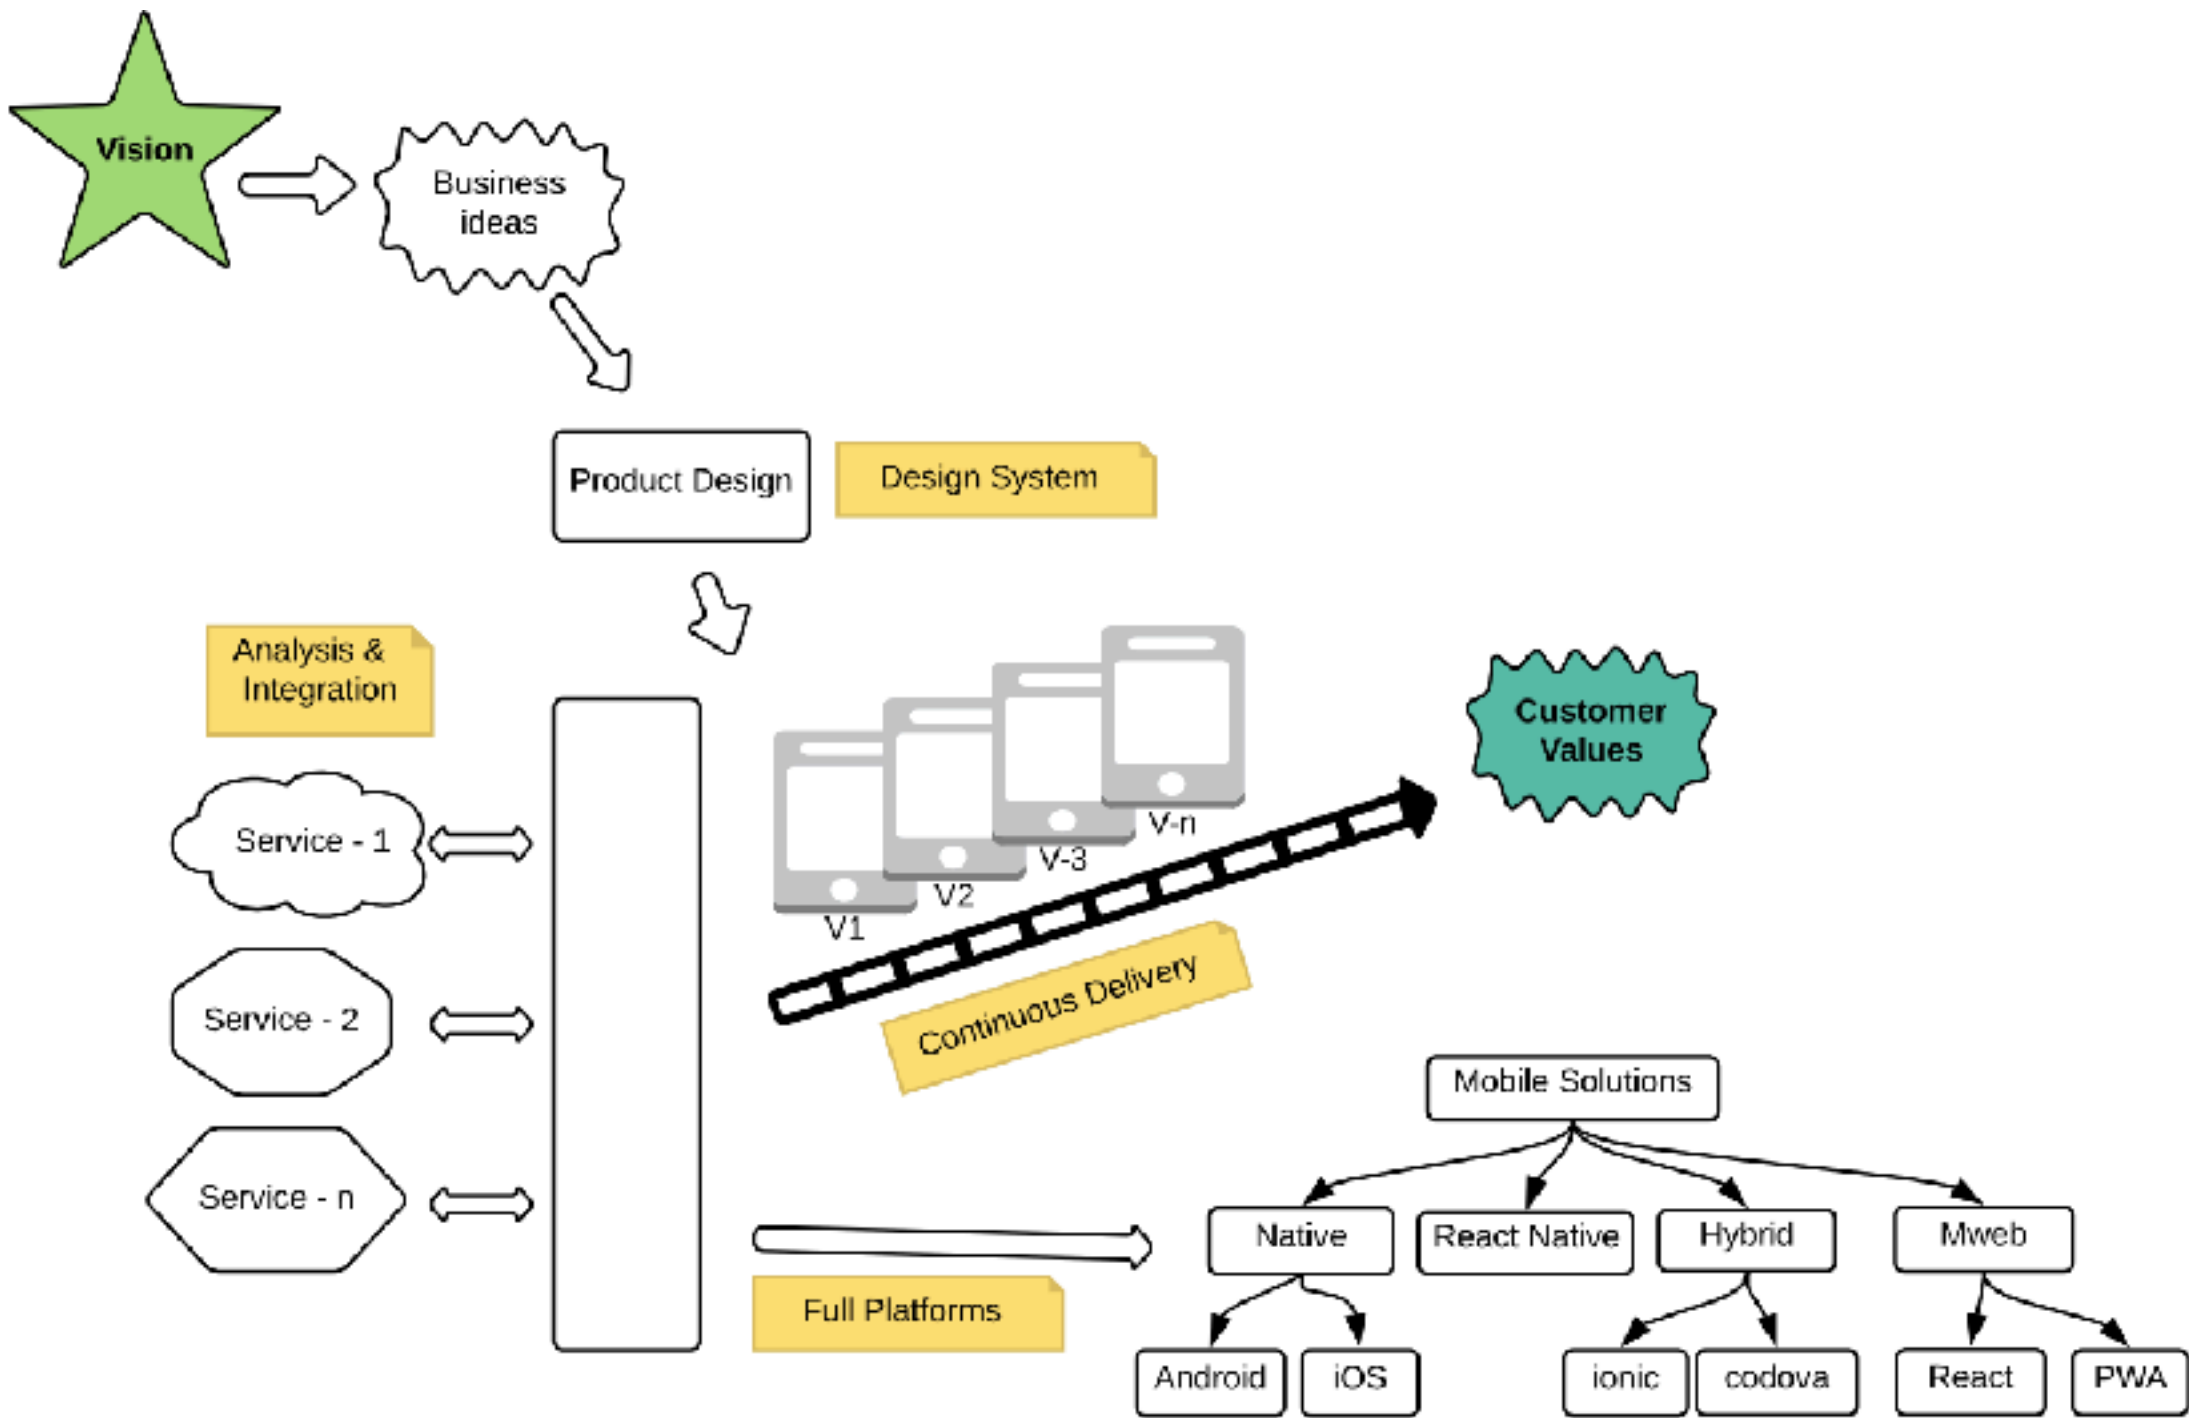 Vision
Business
ideas
Product Design
Design System
Analysis &
Integration
Service - 1
Service - 2
Service - n
V1
V2
V-3
V-n
Customer
Values
Continuous Delivery
Full Platforms
Mobile Solutions
Native
React Native
Hybrid
Mweb
Android
iOS
ionic
codova
React
PWA